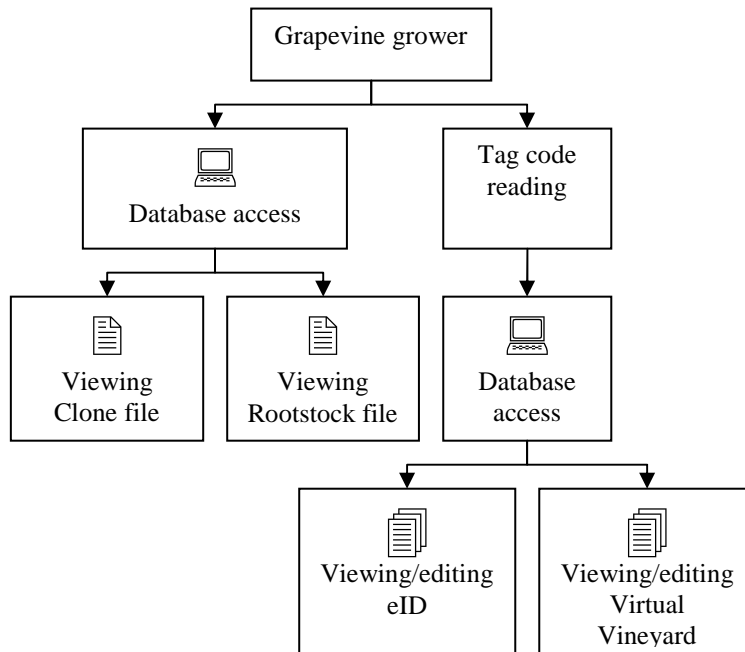 Grapevine grower
Database access
Tag code
reading
Viewing
Clone file
Viewing
Rootstock file
Database
access
Viewing/editing
eID
Viewing/editing
Virtual
Vineyard